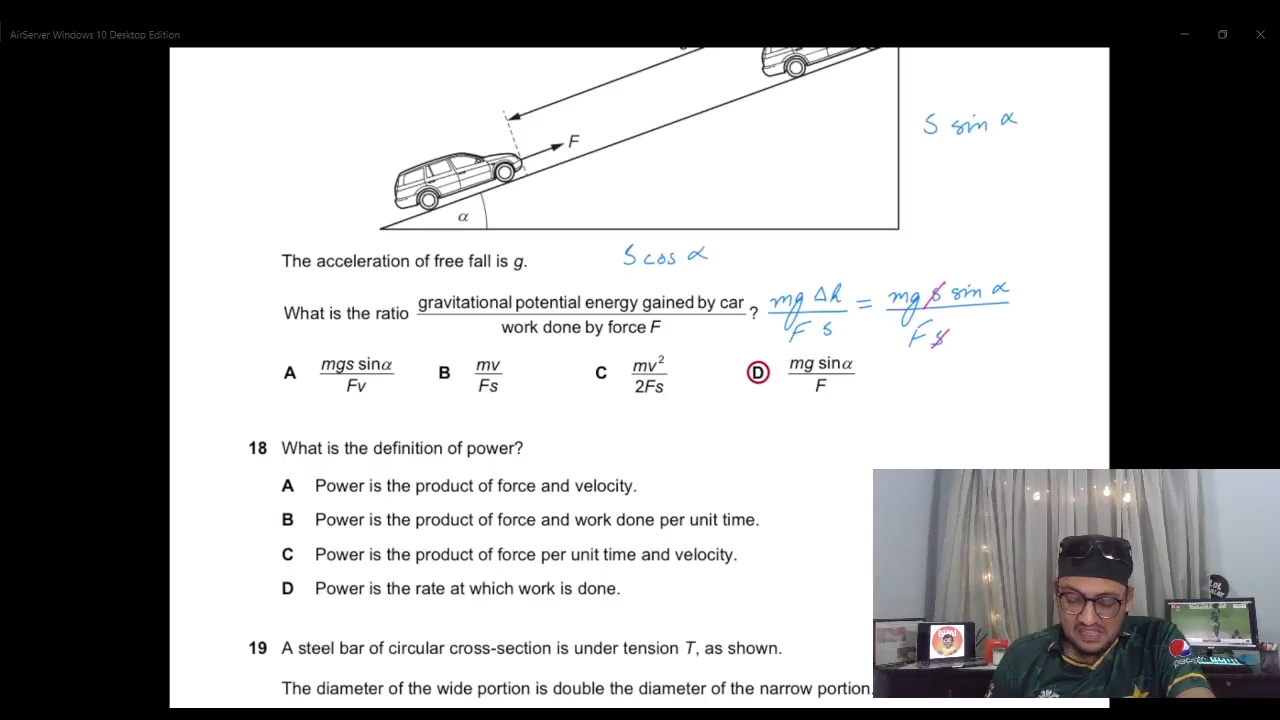 AirServer Windows 10 Desktop Edition
S sin α
F
α
S cos α
The acceleration of free fall is g.
What is the ratio gravitational potential energy gained by car / work done by force F ? mg Δh / F s = mg s sin α / F s
A mgs sinα / Fv B mv / Fs C mv² / 2Fs D mg sinα / F
18 What is the definition of power?
A Power is the product of force and velocity.
B Power is the product of force and work done per unit time.
C Power is the product of force per unit time and velocity.
D Power is the rate at which work is done.
19 A steel bar of circular cross-section is under tension T, as shown.
The diameter of the wide portion is double the diameter of the narrow portion.
pepsi